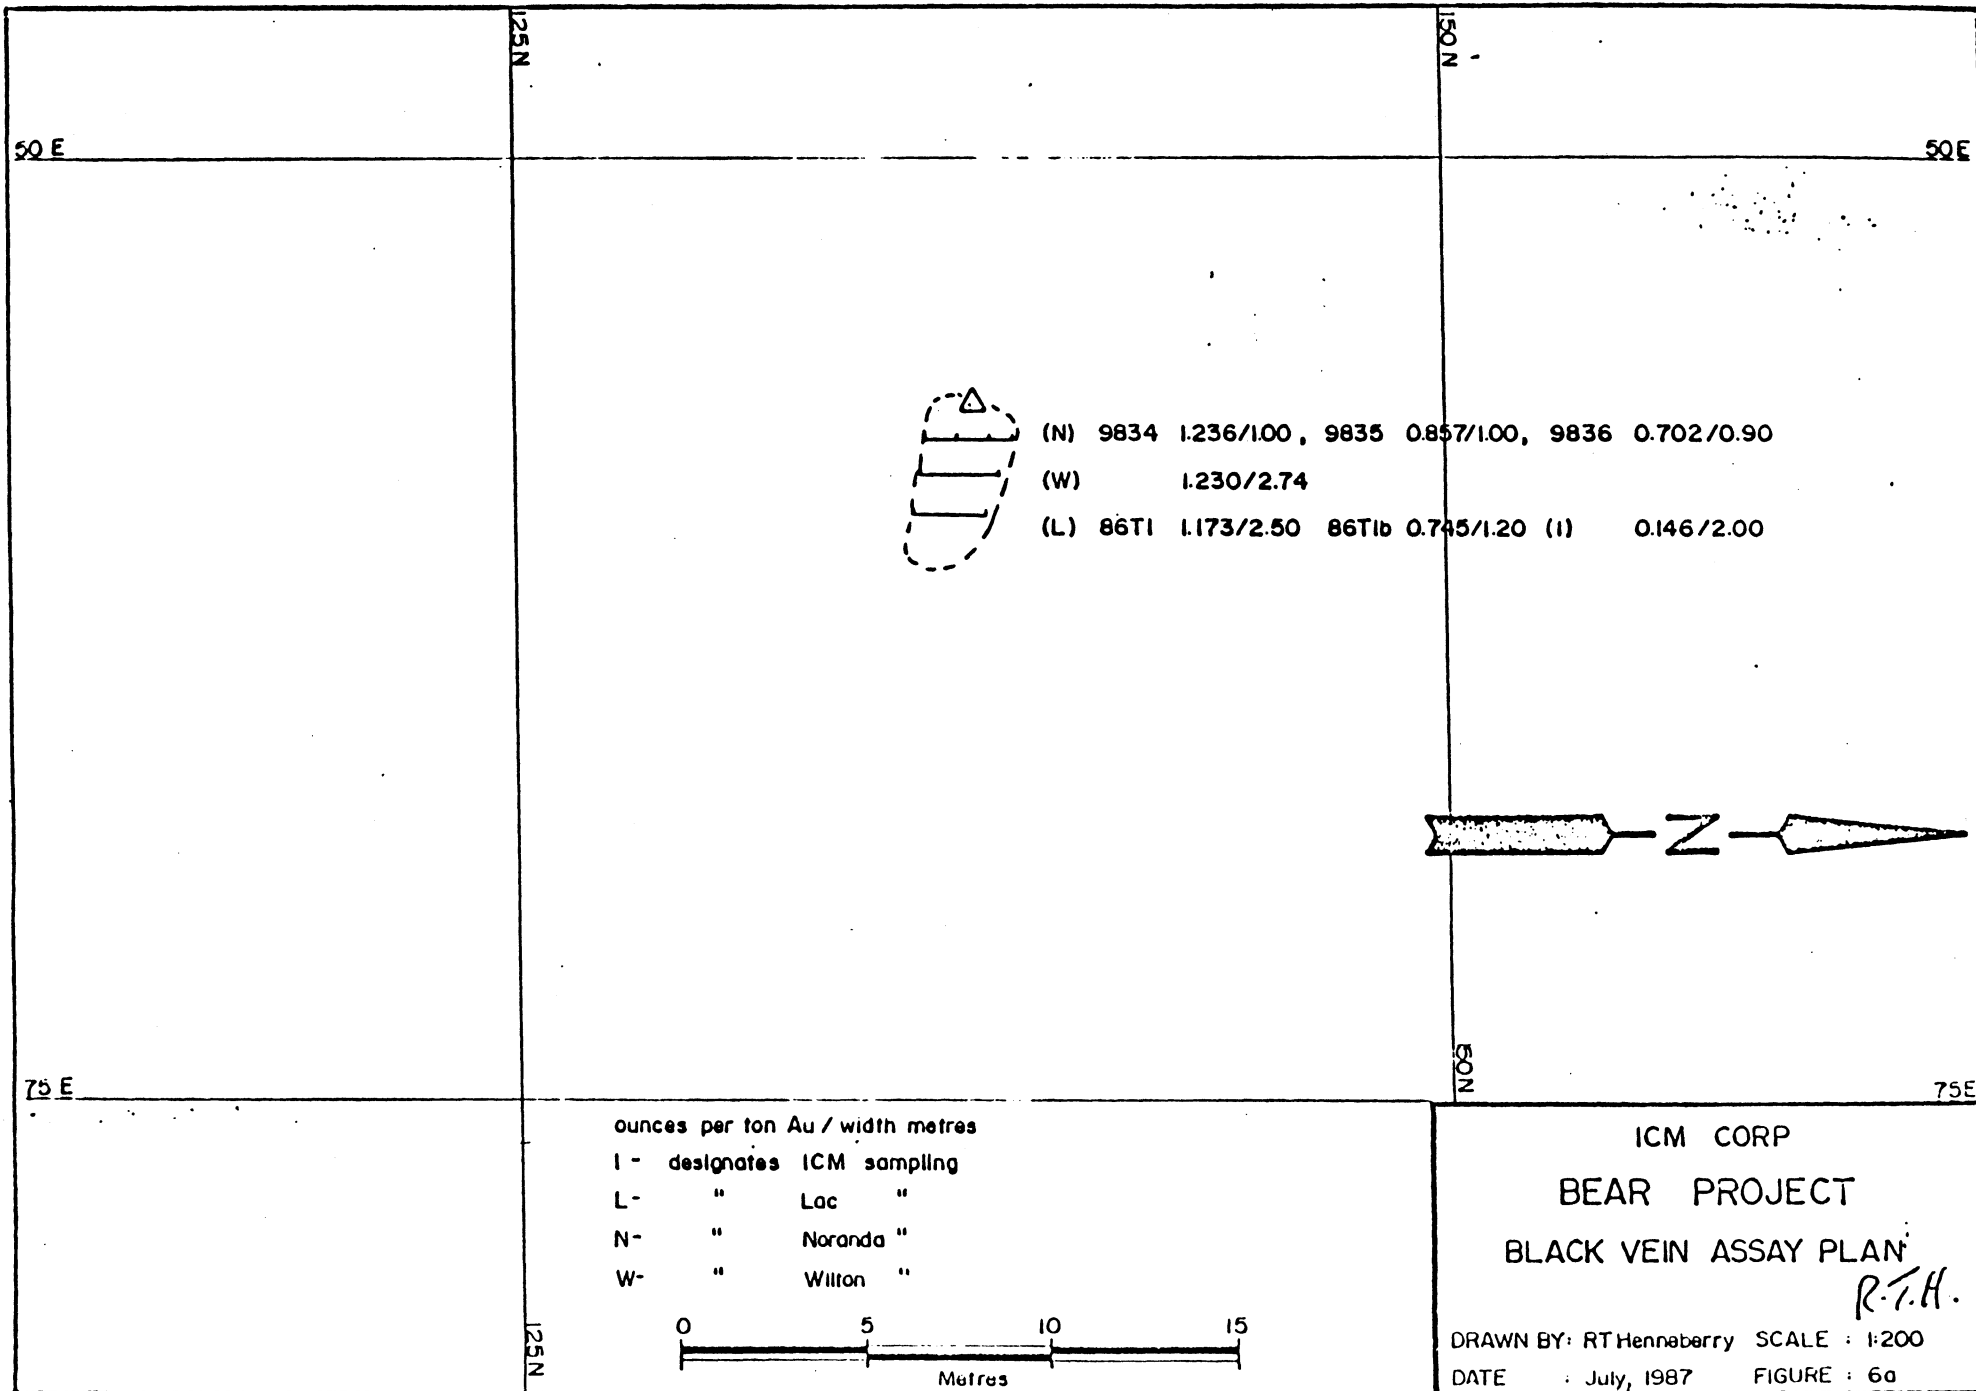 125N
150N
50 E
50E
(N) 9834 1.236/1.00, 9835 0.857/1.00, 9836 0.702/0.90
(W) 1.230/2.74
(L) 86T1 1.173/2.50 86T1b 0.745/1.20 (I) 0.146/2.00
N
50N
75 E
75E
ounces per ton Au / width metres
I - designates ICM sampling
L- " Lac "
N- " Noranda "
W- " Wilton "
125N
0 5 10 15
Metres
ICM CORP
BEAR PROJECT
BLACK VEIN ASSAY PLAN
R.T.H.
DRAWN BY: RT Henneberry SCALE : 1:200
DATE : July, 1987 FIGURE : 6a